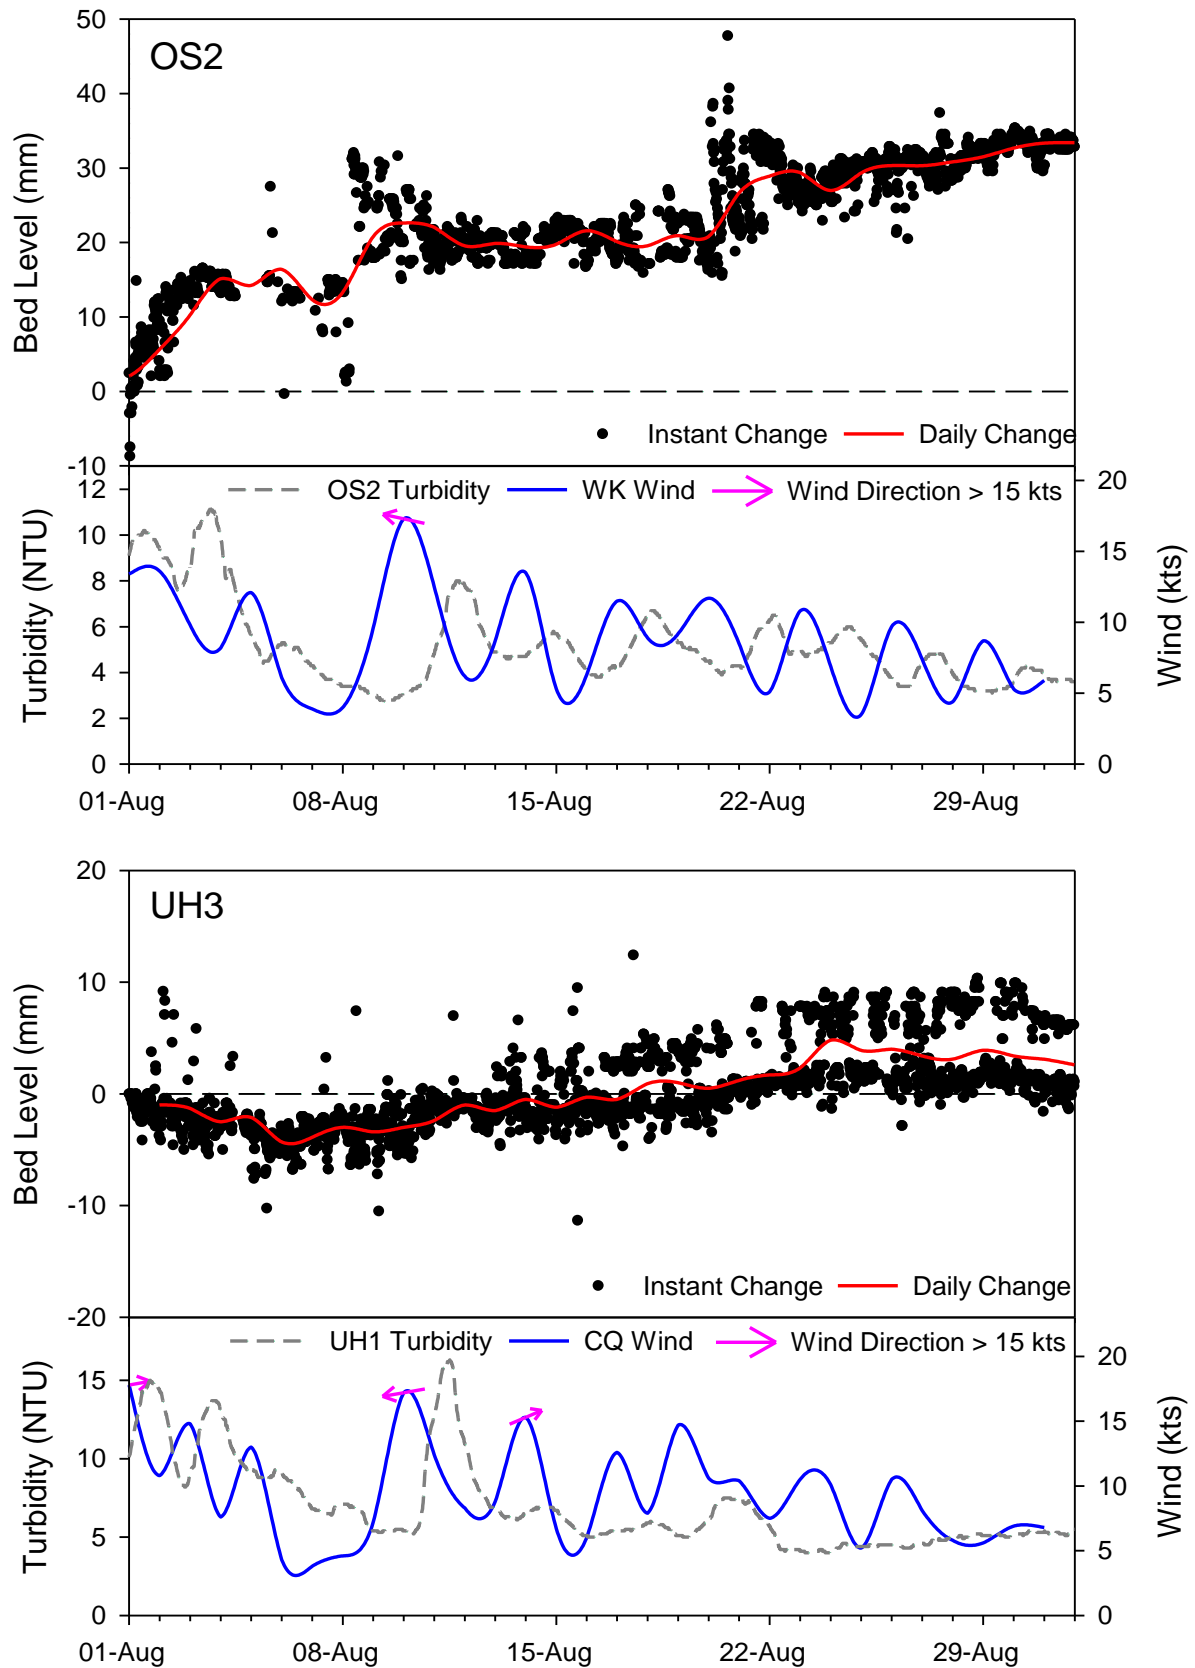 OS2
50
40
30
20
10
0
-10
Bed Level (mm)
Instant Change
Daily Change
OS2 Turbidity
WK Wind
Wind Direction > 15 kts
12
10
8
6
4
2
0
Turbidity (NTU)
20
15
10
5
0
Wind (kts)
01-Aug
08-Aug
15-Aug
22-Aug
29-Aug
UH3
20
10
0
-10
-20
Bed Level (mm)
Instant Change
Daily Change
UH1 Turbidity
CQ Wind
Wind Direction > 15 kts
15
10
5
0
Turbidity (NTU)
20
15
10
5
0
Wind (kts)
01-Aug
08-Aug
15-Aug
22-Aug
29-Aug